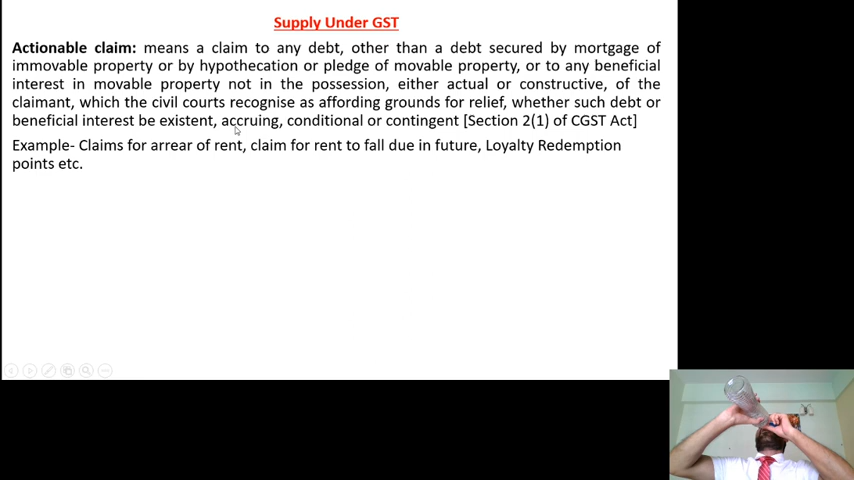 Supply Under GST
Actionable claim: means a claim to any debt, other than a debt secured by mortgage of
immovable property or by hypothecation or pledge of movable property, or to any beneficial
interest in movable property not in the possession, either actual or constructive, of the
claimant, which the civil courts recognise as affording grounds for relief, whether such debt or
beneficial interest be existent, accruing, conditional or contingent [Section 2(1) of CGST Act]
Example- Claims for arrear of rent, claim for rent to fall due in future, Loyalty Redemption
points etc.